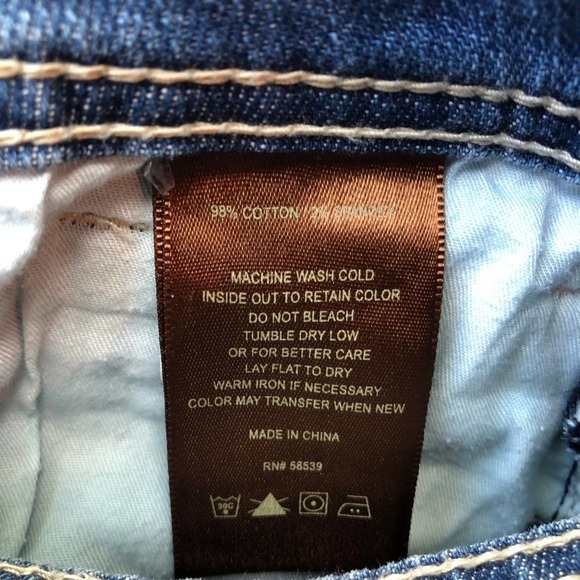 98% COTTON / 2% SPANDEX
MACHINE WASH COLD
INSIDE OUT TO RETAIN COLOR
DO NOT BLEACH
TUMBLE DRY LOW
OR FOR BETTER CARE
LAY FLAT TO DRY
WARM IRON IF NECESSARY
COLOR MAY TRANSFER WHEN NEW
MADE IN CHINA
RN# 58539
30C